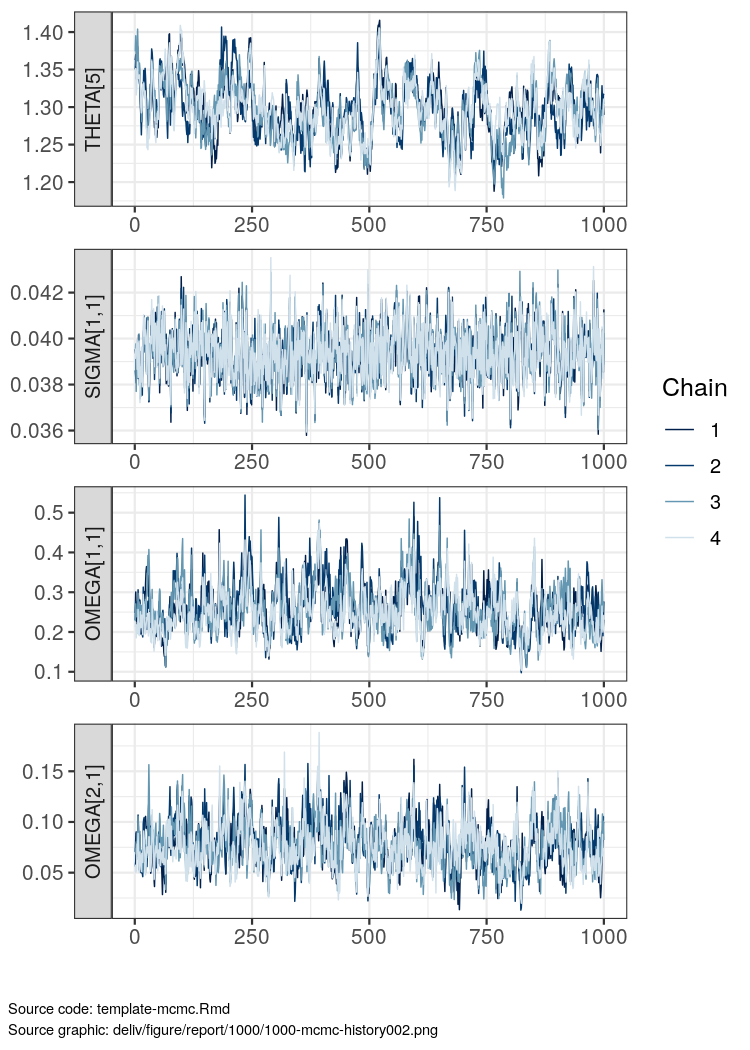 THETA[5]
1.40
1.35
1.30
1.25
1.20
0 250 500 750 1000
SIGMA[1,1]
0.042
0.040
0.038
0.036
0 250 500 750 1000
OMEGA[1,1]
0.5
0.4
0.3
0.2
0.1
0 250 500 750 1000
OMEGA[2,1]
0.15
0.10
0.05
0 250 500 750 1000
Chain
1
2
3
4
Source code: template-mcmc.Rmd
Source graphic: deliv/figure/report/1000/1000-mcmc-history002.png